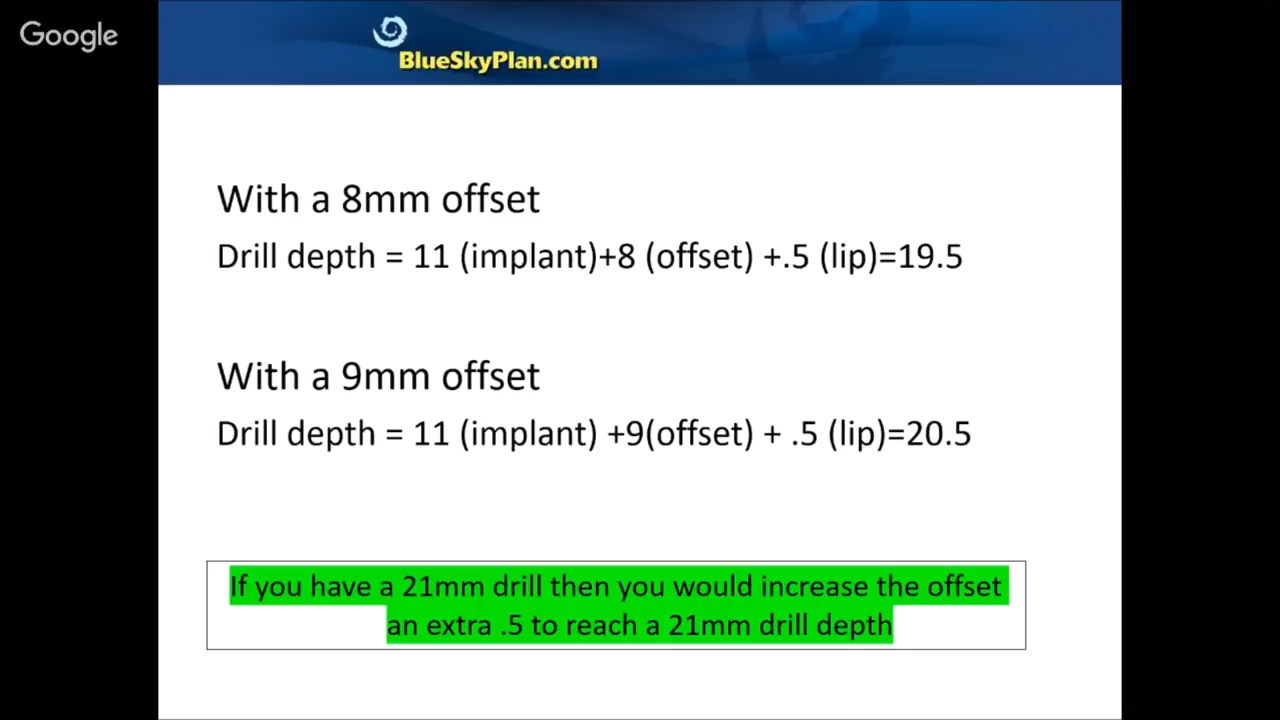 Google
BlueSkyPlan.com
With a 8mm offset
Drill depth = 11 (implant)+8 (offset) +.5 (lip)=19.5
With a 9mm offset
Drill depth = 11 (implant) +9(offset) + .5 (lip)=20.5
If you have a 21mm drill then you would increase the offset
an extra .5 to reach a 21mm drill depth